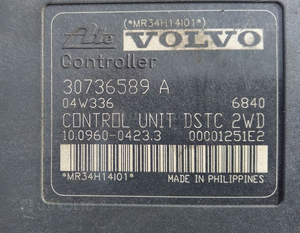 (*MR34H14I01*)
Ate VOLVO
Controller
30736589 A
04W336 6840
CONTROL UNIT DSTC 2WD
10.0960-0423.3 00001251E2
*MR34H14I01* MADE IN PHILIPPINES